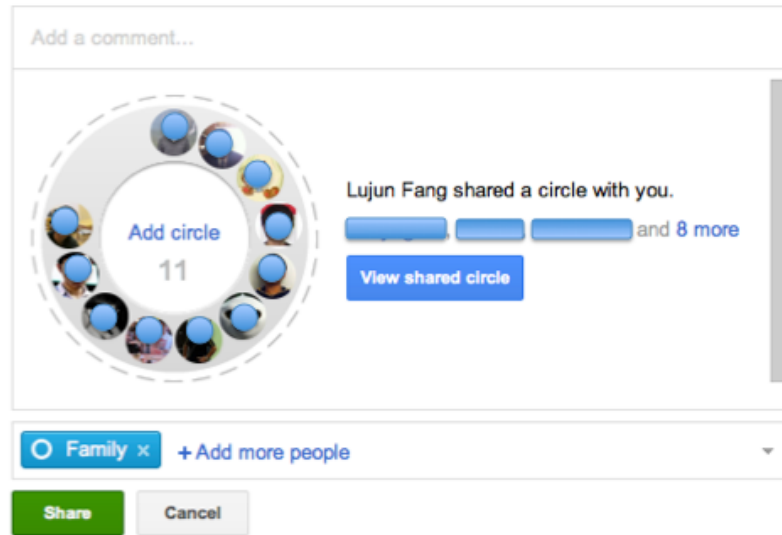 Add a comment...
Lujun Fang shared a circle with you.
and 8 more
Add circle
11
View shared circle
Family × + Add more people
Share Cancel